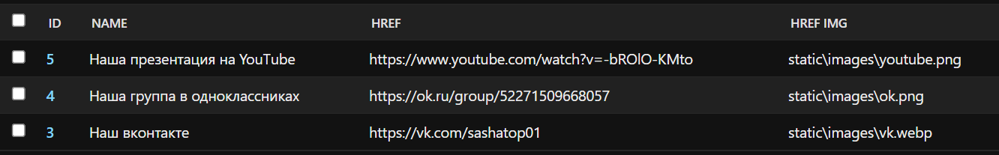 ID NAME HREF HREF IMG
5 Наша презентация на YouTube https://www.youtube.com/watch?v=-bROlO-KMto static\images\youtube.png
4 Наша группа в одноклассниках https://ok.ru/group/52271509668057 static\images\ok.png
3 Наш вконтакте https://vk.com/sashatop01 static\images\vk.webp